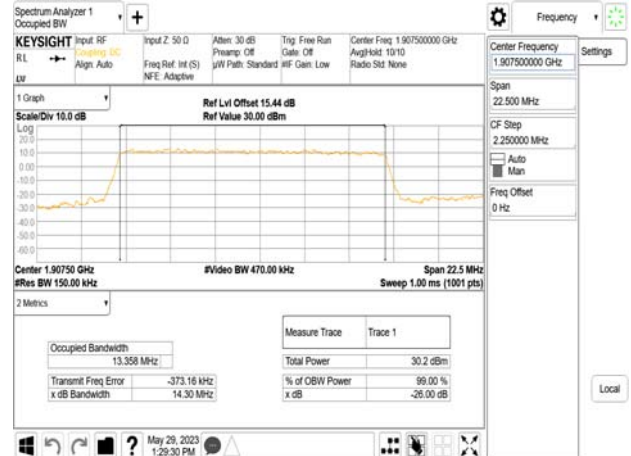 Spectrum Analyzer 1
Occupied BW
Frequency
KEYSIGHT Input: RF Input Z: 50 Ω Atten: 30 dB Trig: Free Run Center Freq: 1.907500000 GHz
R L Coupling: DC Preamp: Off Gate: Off Avg|Hold: 10/10
Align: Auto Freq Ref: Int (S) µW Path: Standard #IF Gain: Low Radio Std: None
NFE: Adaptive
Center Frequency
1.907500000 GHz
Settings
Span
22.500 MHz
CF Step
2.250000 MHz
Auto
Man
Freq Offset
0 Hz
Local
1 Graph
Ref Lvl Offset 15.44 dB
Scale/Div 10.0 dB Ref Value 30.00 dBm
Log
20.0
10.0
0.00
-10.0
-20.0
-30.0
-40.0
-50.0
-60.0
Center 1.90750 GHz #Video BW 470.00 kHz Span 22.5 MHz
#Res BW 150.00 kHz Sweep 1.00 ms (1001 pts)
2 Metrics
Measure Trace Trace 1
Occupied Bandwidth
13.358 MHz
Total Power 30.2 dBm
Transmit Freq Error -373.16 kHz % of OBW Power 99.00 %
x dB Bandwidth 14.30 MHz x dB -26.00 dB
May 29, 2023
1:29:30 PM